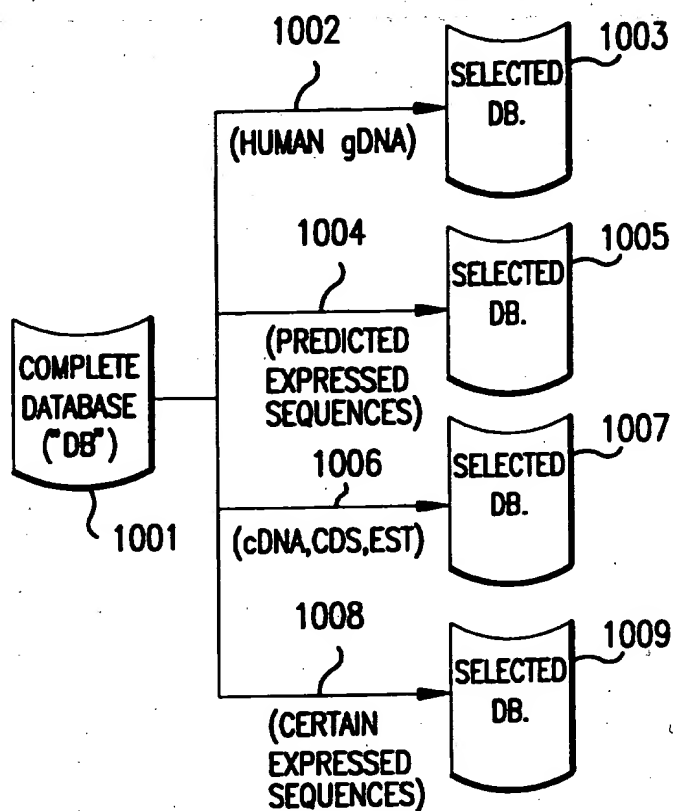 1002
1003
SELECTED
DB.
(HUMAN gDNA)
1004
1005
SELECTED
DB.
(PREDICTED
EXPRESSED
SEQUENCES)
COMPLETE
DATABASE
("DB")
1001
1006
1007
SELECTED
DB.
(cDNA,CDS,EST)
1008
1009
SELECTED
DB.
(CERTAIN
EXPRESSED
SEQUENCES)